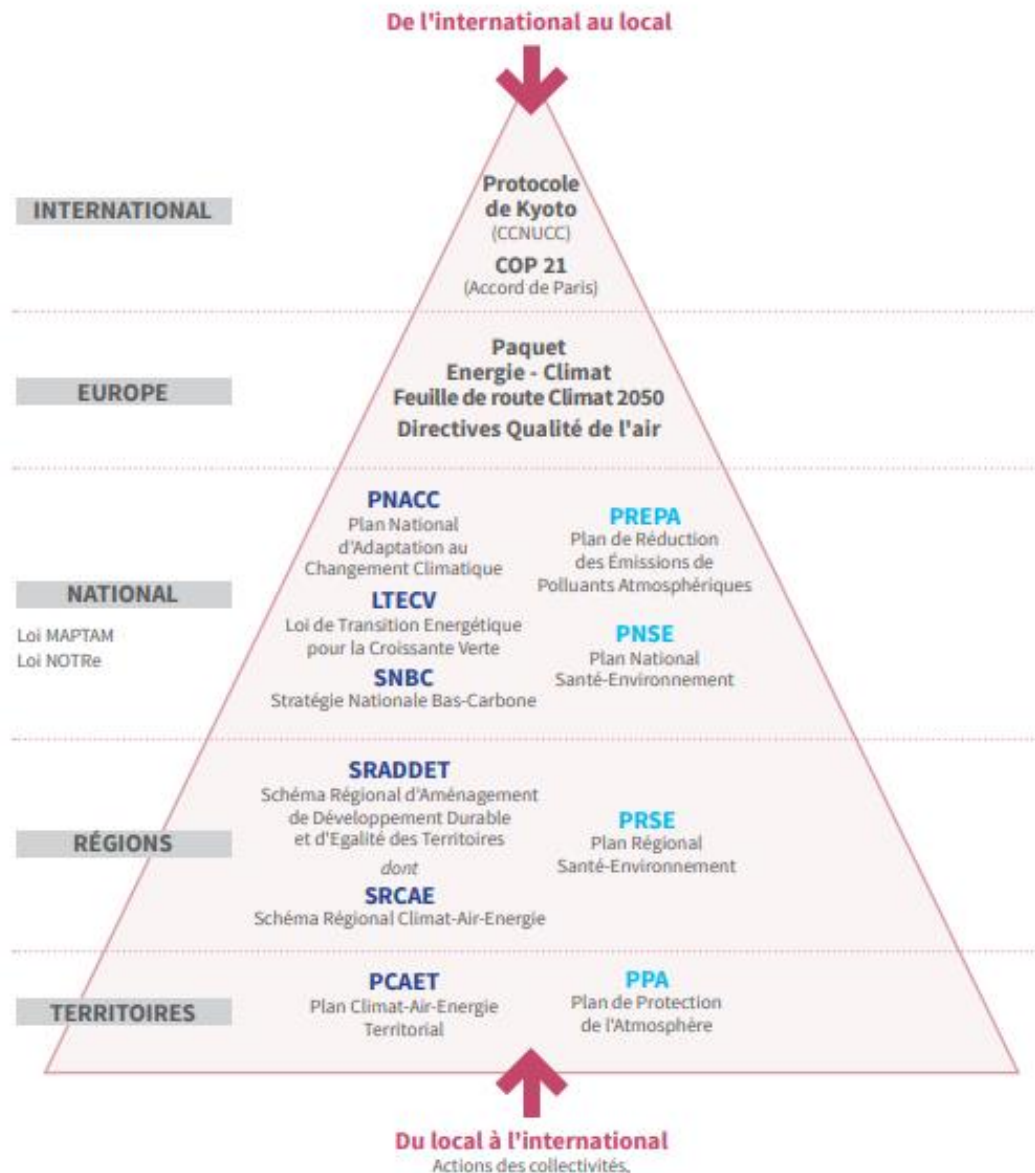 De l'international au local
INTERNATIONAL
Protocole
de Kyoto
(CCNUCC)
COP 21
(Accord de Paris)
EUROPE
Paquet
Energie - Climat
Feuille de route Climat 2050
Directives Qualité de l'air
NATIONAL
Loi MAPTAM
Loi NOTRe
PNACC
Plan National
d'Adaptation au
Changement Climatique
LTECV
Loi de Transition Energétique
pour la Croissante Verte
SNBC
Stratégie Nationale Bas-Carbone
PREPA
Plan de Réduction
des Émissions de
Polluants Atmosphériques
PNSE
Plan National
Santé-Environnement
RÉGIONS
SRADDET
Schéma Régional d'Aménagement
de Développement Durable
et d'Egalité des Territoires
dont
SRCAE
Schéma Régional Climat-Air-Energie
PRSE
Plan Régional
Santé-Environnement
TERRITOIRES
PCAET
Plan Climat-Air-Energie
Territorial
PPA
Plan de Protection
de l'Atmosphère
Du local à l'international
Actions des collectivités,